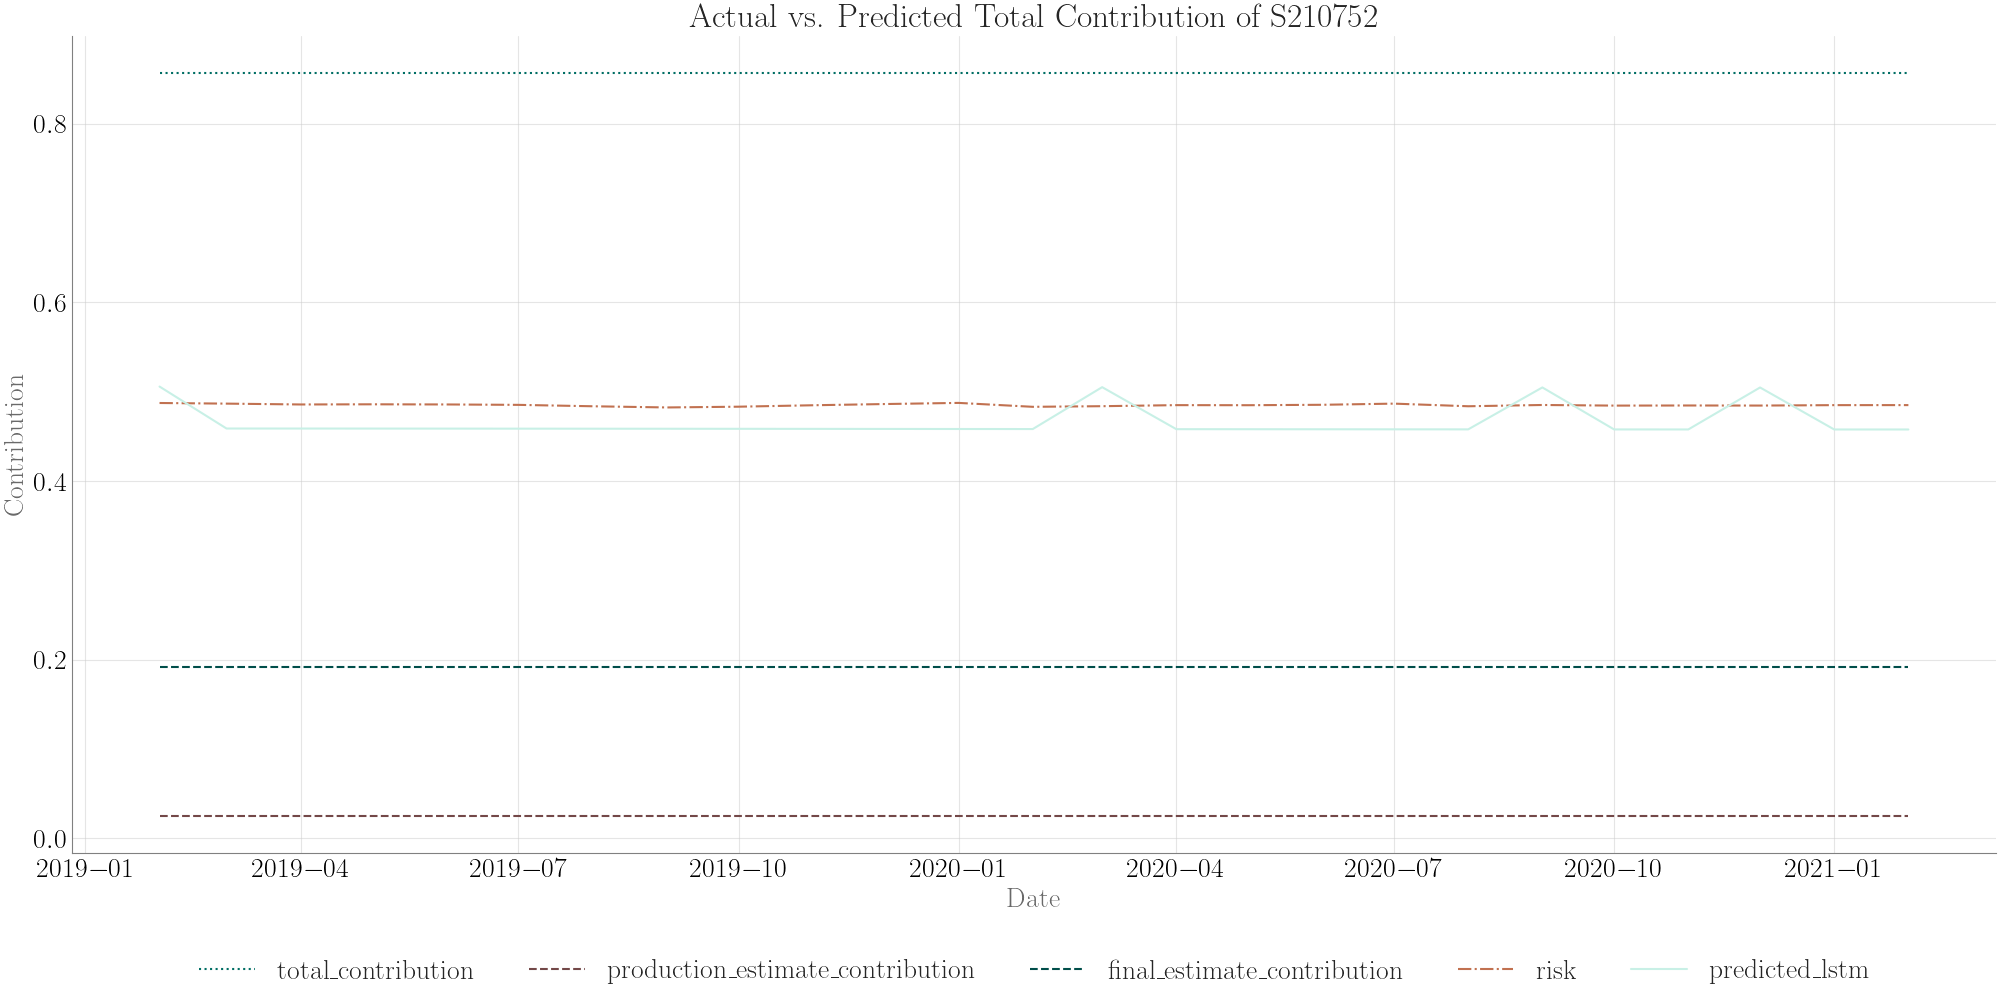 Actual vs. Predicted Total Contribution of S210752
0.8
0.6
0.4
0.2
0.0
Contribution
2019−01 2019−04 2019−07 2019−10 2020−01 2020−04 2020−07 2020−10 2021−01
Date
total_contribution production_estimate_contribution final_estimate_contribution risk predicted_lstm